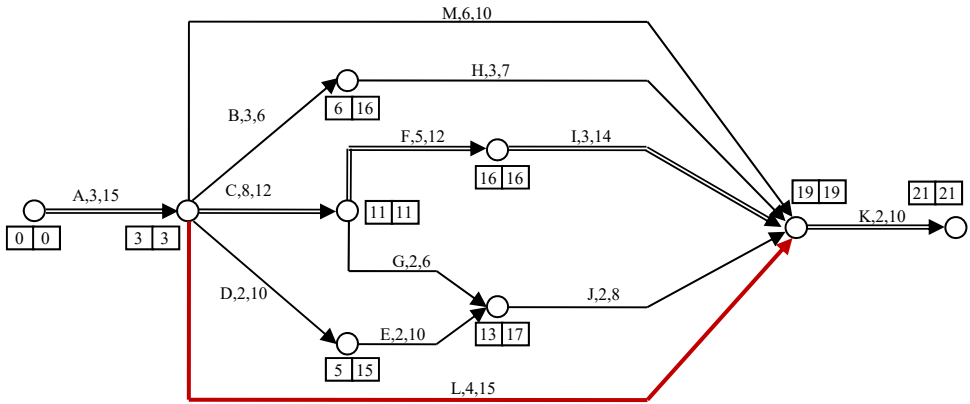 M,6,10
H,3,7
6 16
B,3,6
F,5,12
I,3,14
16 16
A,3,15
C,8,12
0 0
3 3
11 11
19 19
21 21
K,2,10
G,2,6
D,2,10
E,2,10
J,2,8
13 17
5 15
L,4,15